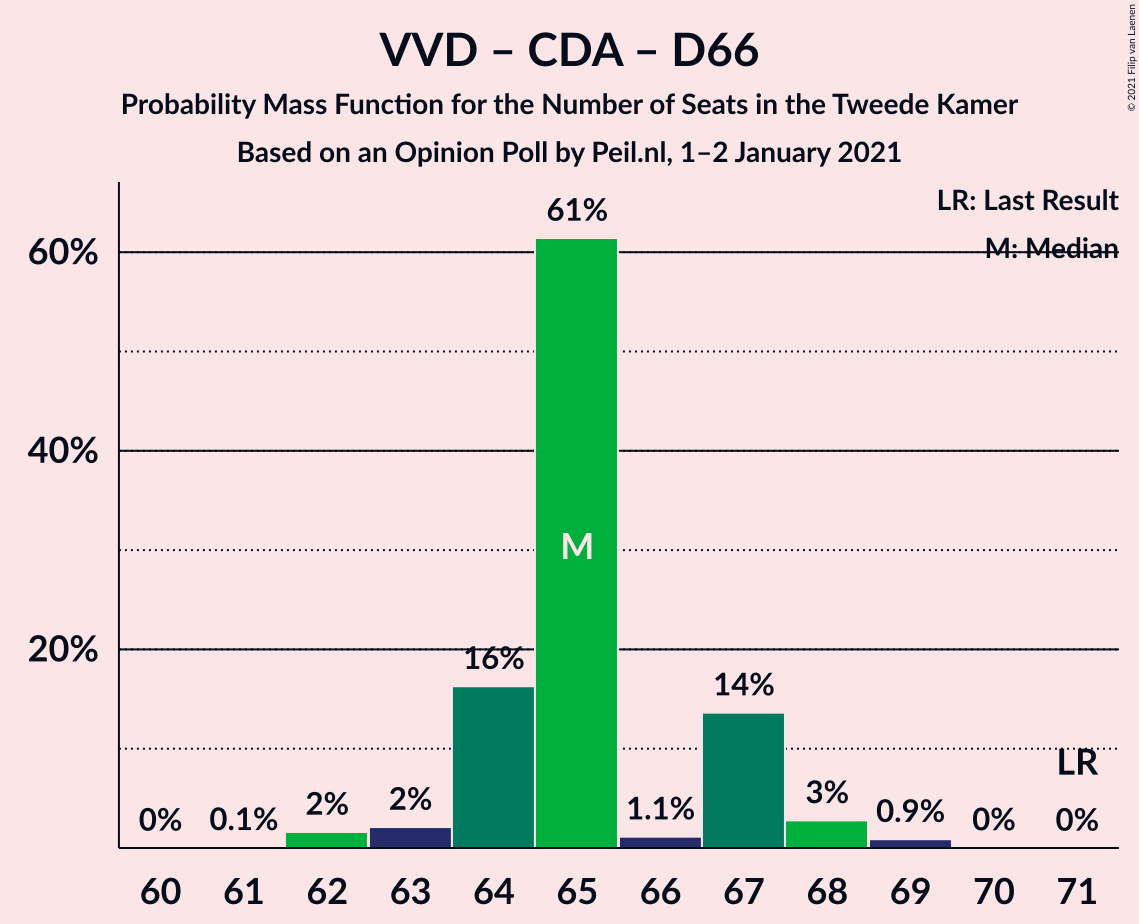 VVD – CDA – D66
Probability Mass Function for the Number of Seats in the Tweede Kamer
Based on an Opinion Poll by Peil.nl, 1–2 January 2021
© 2021 Filip van Laenen
LR: Last Result
M: Median
60%
40%
20%
0%
0.1%
2%
2%
16%
61%
M
1.1%
14%
3%
0.9%
0%
LR
0%
60 61 62 63 64 65 66 67 68 69 70 71